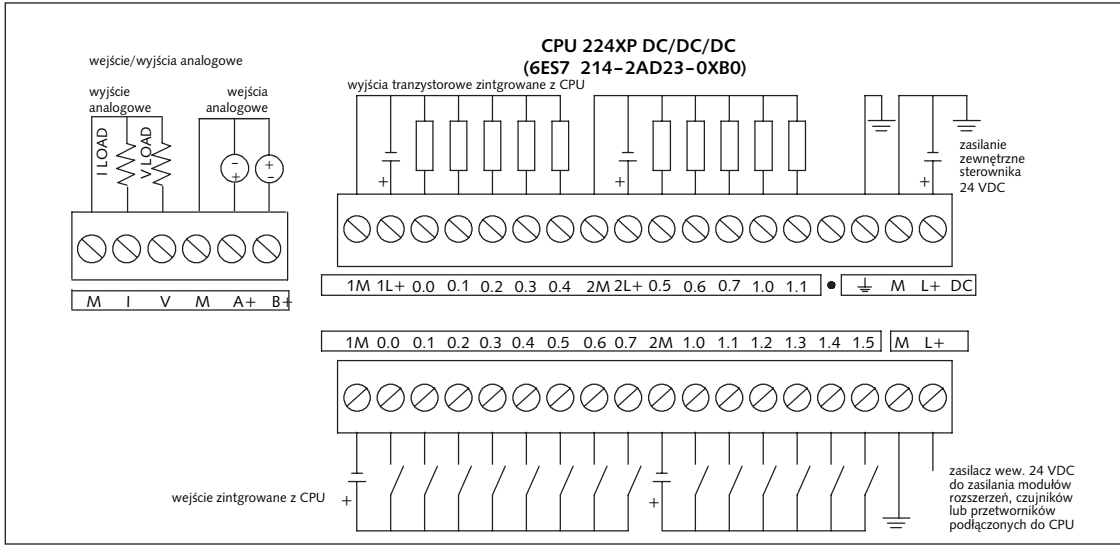 CPU 224XP DC/DC/DC
(6ES7 214-2AD23-0XB0)
wejście/wyjścia analogowe
wyjście
analogowe
wejścia
analogowe
I LOAD
V LOAD
-
+
+
-
M I V M A+ B+
wyjścia tranzystorowe zintgrowane z CPU
+
+
+
zasilanie
zewnętrzne
sterownika
24 VDC
1M 1L+ 0.0 0.1 0.2 0.3 0.4 2M 2L+ 0.5 0.6 0.7 1.0 1.1 • M L+ DC
1M 0.0 0.1 0.2 0.3 0.4 0.5 0.6 0.7 2M 1.0 1.1 1.2 1.3 1.4 1.5 M L+
wejście zintgrowane z CPU
+
+
zasilacz wew. 24 VDC
do zasilania modułów
rozszerzeń, czujników
lub przetworników
podłączonych do CPU